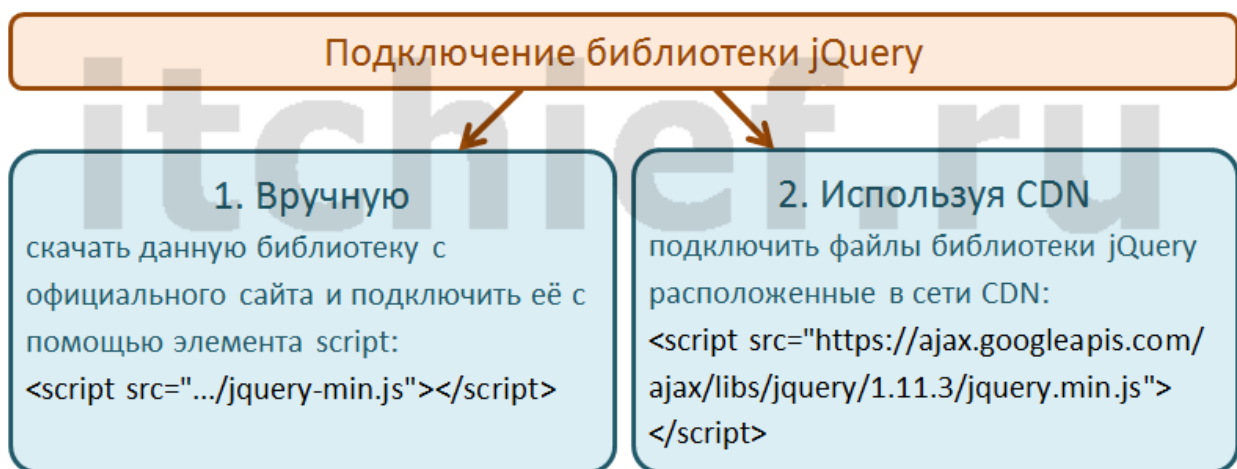 Подключение библиотеки jQuery
itchief.ru
1. Вручную
скачать данную библиотеку с
официального сайта и подключить её с
помощью элемента script:
<script src=".../jquery-min.js"></script>
2. Используя CDN
подключить файлы библиотеки jQuery
расположенные в сети CDN:
<script src="https://ajax.googleapis.com/
ajax/libs/jquery/1.11.3/jquery.min.js">
</script>